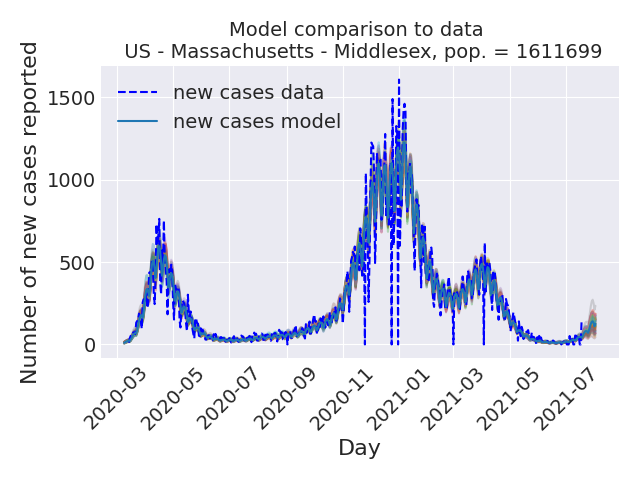 Model comparison to data
US - Massachusetts - Middlesex, pop. = 1611699
Number of new cases reported
1500
1000
500
0
new cases data
new cases model
2020-03
2020-05
2020-07
2020-09
2020-11
2021-01
2021-03
2021-05
2021-07
Day